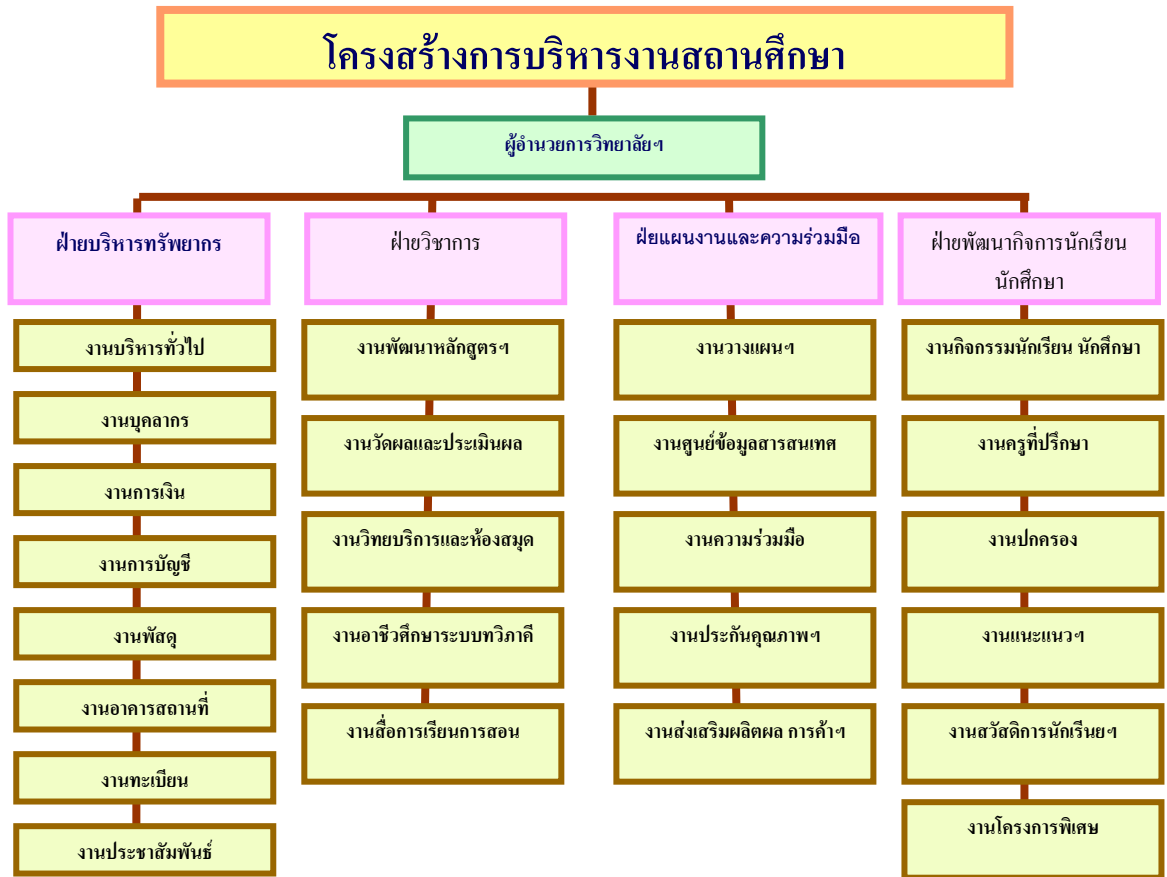 โครงสร้างการบริหารงานสถานศึกษา
ผู้อำนวยการวิทยาลัยฯ
ฝ่ายบริหารทรัพยากร
งานบริหารทั่วไป
งานบุคลากร
งานการเงิน
งานการบัญชี
งานพัสดุ
งานอาคารสถานที่
งานทะเบียน
งานประชาสัมพันธ์
ฝ่ายวิชาการ
งานพัฒนาหลักสูตรฯ
งานวัดผลและประเมินผล
งานวิทยบริการและห้องสมุด
งานอาชีวศึกษาระบบทวิภาคี
งานสื่อการเรียนการสอน
ฝ่ยแผนงานและความร่วมมือ
งานวางแผนฯ
งานศูนย์ข้อมูลสารสนเทศ
งานความร่วมมือ
งานประกันคุณภาพฯ
งานส่งเสริมผลิตผล การค้าฯ
ฝ่ายพัฒนากิจการนักเรียน
นักศึกษา
งานกิจกรรมนักเรียน นักศึกษา
งานครูที่ปรึกษา
งานปกครอง
งานแนะแนวฯ
งานสวัสดิการนักเรีนยฯ
งานโครงการพิเศษ